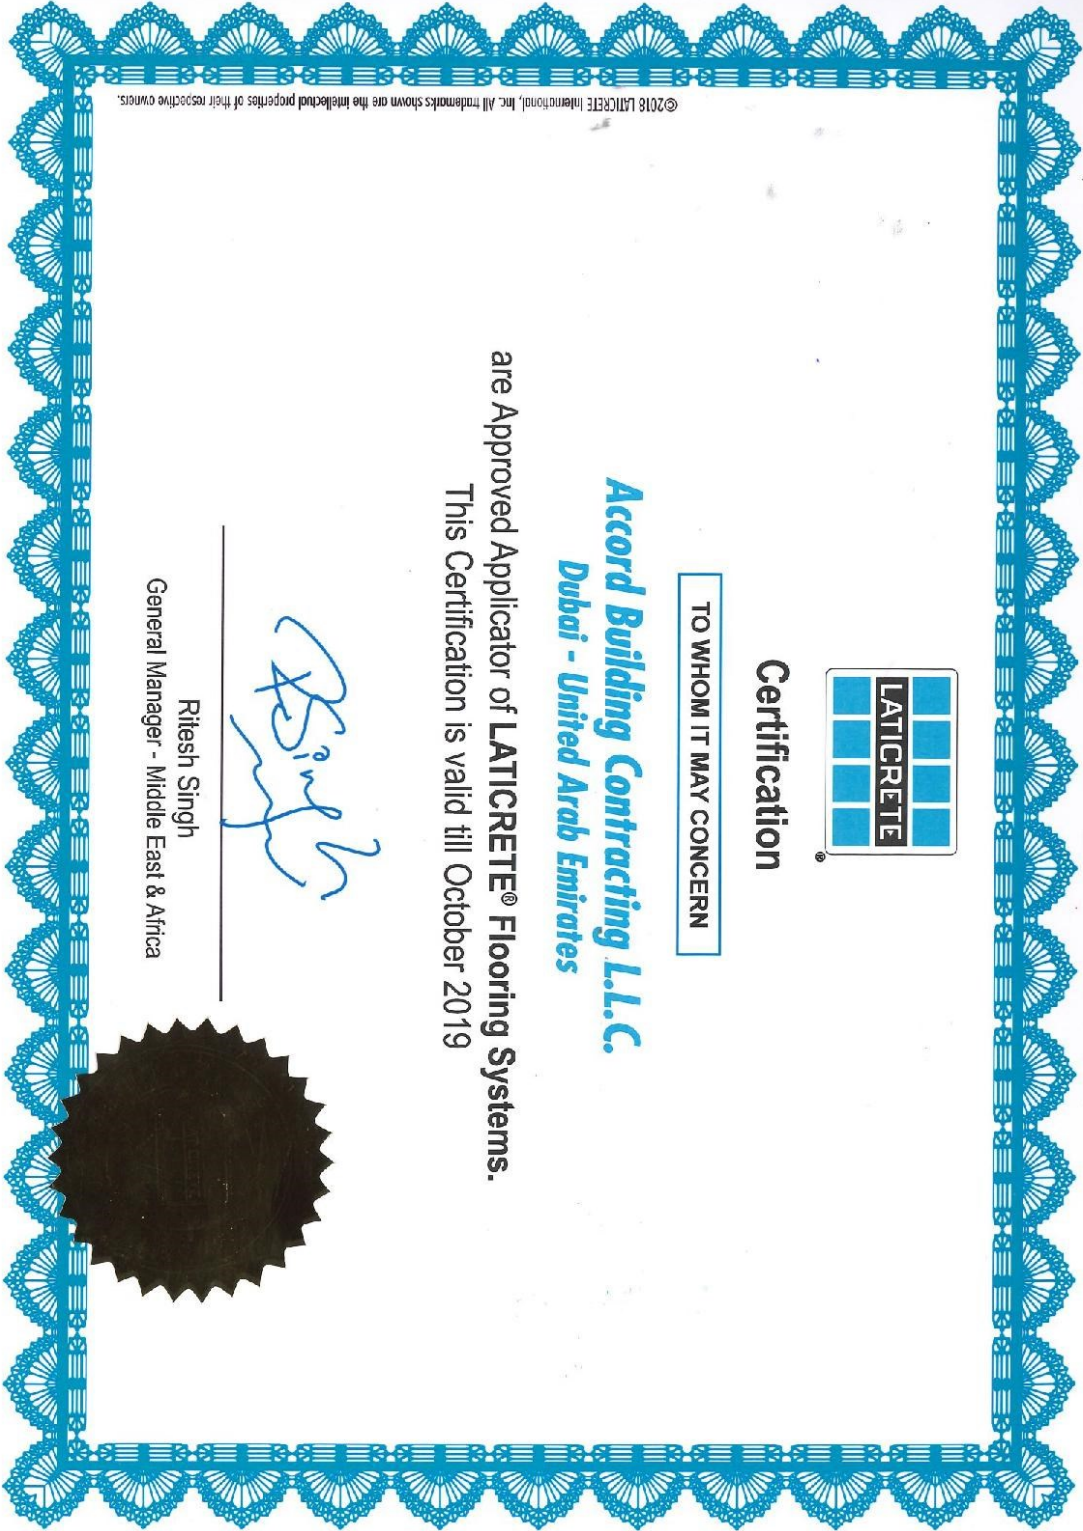 LATICRETE®
Certification
TO WHOM IT MAY CONCERN
Accord Building Contracting L.L.C.
Dubai - United Arab Emirates
are Approved Applicator of LATICRETE® Flooring Systems.
This Certification is valid till October 2019
RSingh
Ritesh Singh
General Manager - Middle East & Africa
©2018 LATICRETE International, Inc. All trademarks shown are the intellectual properties of their respective owners.